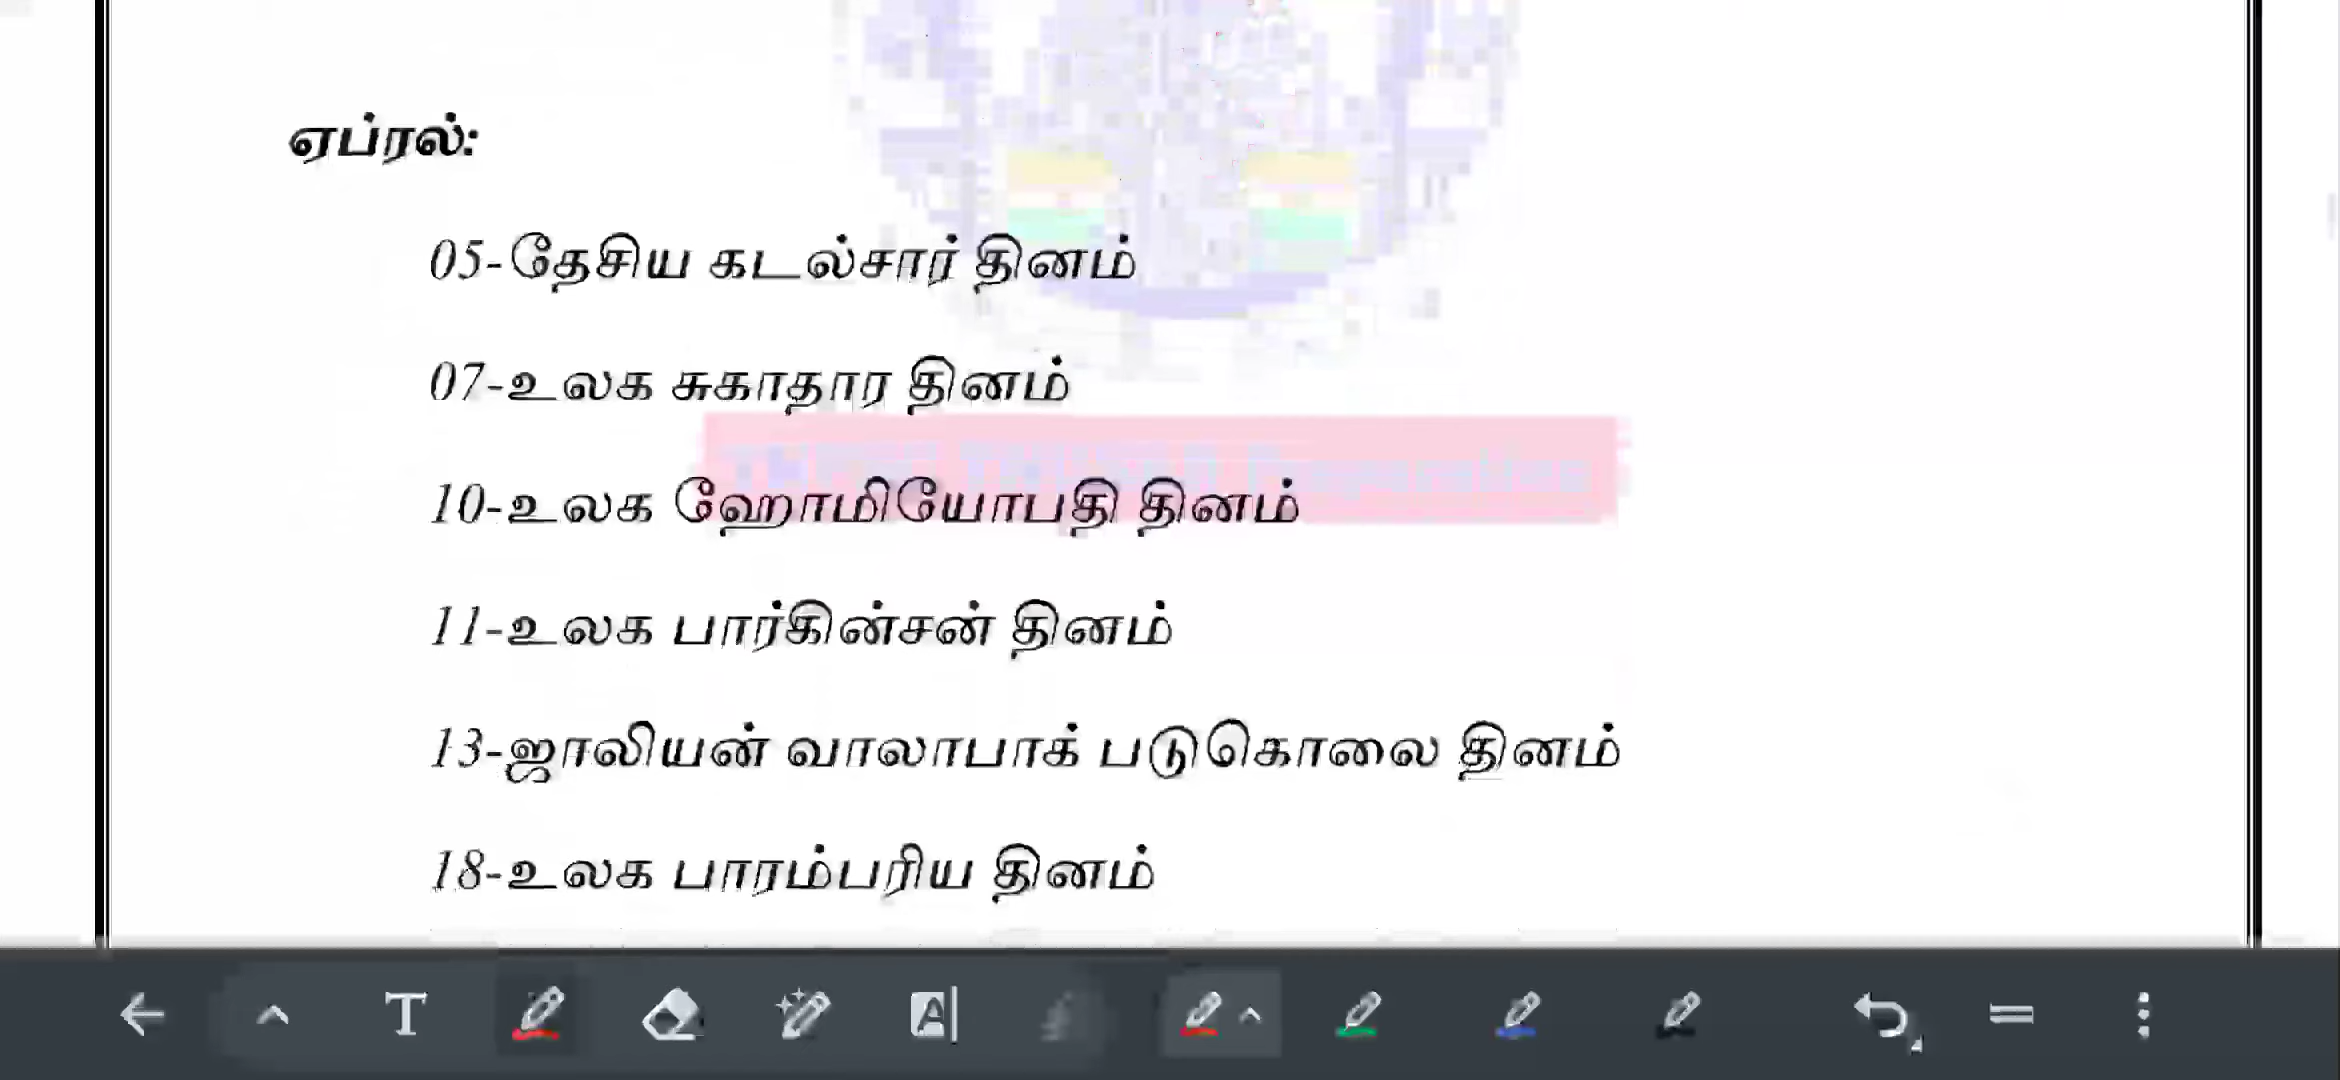 ஏப்ரல்:
05-தேசிய கடல்சார் தினம்
07-உலக சுகாதார தினம்
10-உலக ஹோமியோபதி தினம்
11-உலக பார்கின்சன் தினம்
13-ஜாலியன் வாலாபாக் படுகொலை தினம்
18-உலக பாரம்பரிய தினம்
T
A